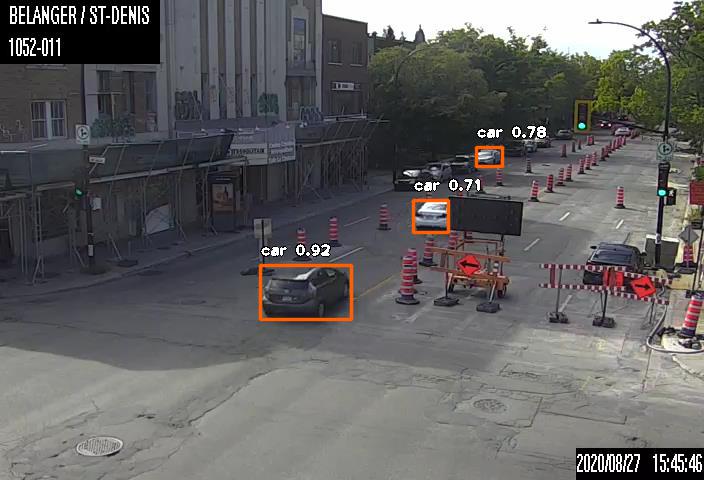 BELANGER / ST-DENIS
1052-011
car 0.78
car 0.71
car 0.92
2020/08/27 15:45:46